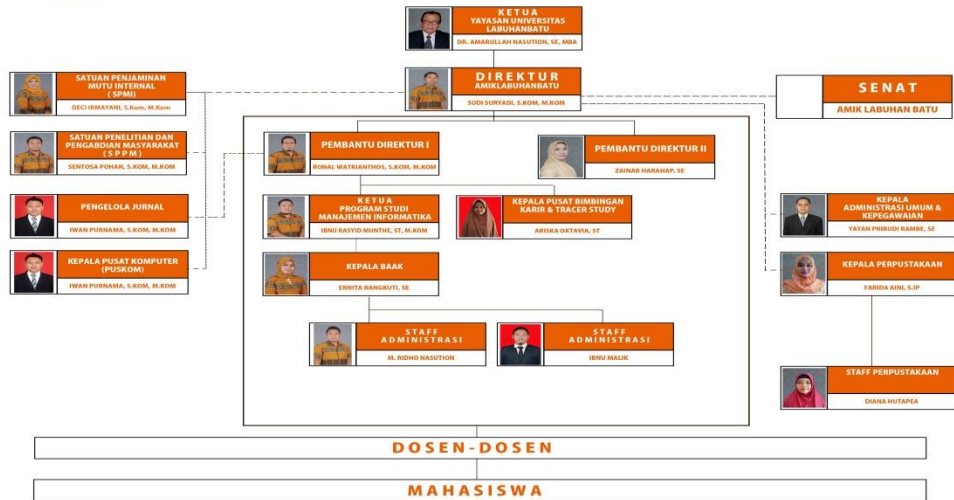 KETUA
YAYASAN UNIVERSITAS
LABUHANBATU
DR. AMARULLAH NASUTION, SE, MBA
DIREKTUR
AMIKLABUHANBATU
SUDI SURYADI, S.KOM, M.KOM
SENAT
AMIK LABUHAN BATU
SATUAN PENJAMINAN
MUTU INTERNAL
( SPMI )
DECI IRMAYANI, S.Kom, M.Kom
SATUAN PENELITIAN DAN
PENGABDIAN MASYARAKAT
( S P P M )
SENTOSA POHAN, S.KOM, M.KOM
PENGELOLA JURNAL
IWAN PURNAMA, S.KOM, M.KOM
KEPALA PUSAT KOMPUTER
(PUSKOM)
IWAN PURNAMA, S.KOM, M.KOM
PEMBANTU DIREKTUR I
RONAL WATRIANTHOS, S.KOM, M.KOM
PEMBANTU DIREKTUR II
ZAINAB HARAHAP, SE
KETUA
PROGRAM STUDI
MANAJEMEN INFORMATIKA
IBNU RASYID MUNTHE, ST, M.KOM
KEPALA PUSAT BIMBINGAN
KARIR & TRACER STUDY
ARISKA OKTAVIA, ST
KEPALA BAAK
ERNITA RANGKUTI, SE
STAFF
ADMINISTRASI
M. RIDHO NASUTION
STAFF
ADMINISTRASI
IBNU MALIK
KEPALA
ADMINISTRASI UMUM &
KEPEGAWAIAN
YAYAN PRIBUDI RAMBE, SE
KEPALA PERPUSTAKAAN
FARIDA AINI, S.IP
STAFF PERPUSTAKAAN
DIANA HUTAPEA
DOSEN-DOSEN
MAHASISWA